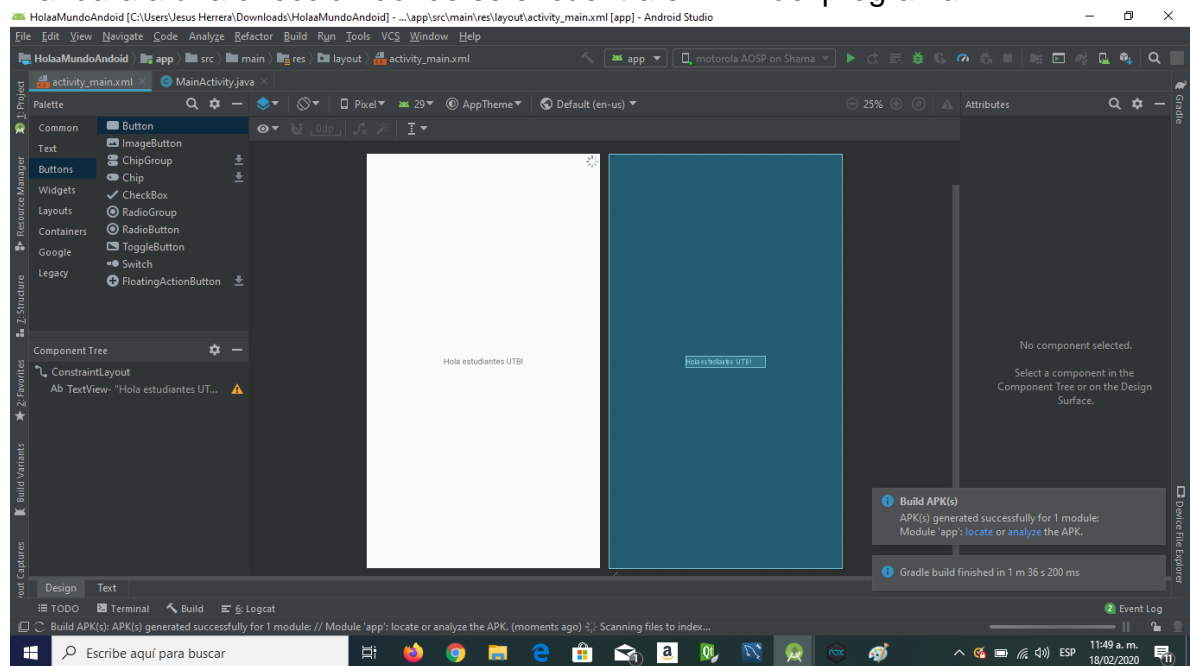 HolaaMundoAndoid [C:\Users\Jesus Herrera\Downloads\HolaaMundoAndoid] - ...\app\src\main\res\layout\activity_main.xml [app] - Android Studio
File Edit View Navigate Code Analyze Refactor Build Run Tools VCS Window Help
HolaaMundoAndoid app src main res layout activity_main.xml
app
motorola AOSP on Shama
activity_main.xml MainActivity.java
1: Project
Resource Manager
Z: Structure
2: Favorites
Build Variants
Captures
Palette
Common
Text
Buttons
Widgets
Layouts
Containers
Google
Legacy
Button
ImageButton
ChipGroup
Chip
CheckBox
RadioGroup
RadioButton
ToggleButton
Switch
FloatingActionButton
Component Tree
ConstraintLayout
Ab TextView- "Hola estudiantes UT...
Pixel 29 AppTheme Default (en-us) 25%
0dp
Hola estudiantes UTB!
Hola estudiantes UTB!
Attributes
No component selected.
Select a component in the
Component Tree or on the Design
Surface.
Gradle
Device File Explorer
Build APK(s)
APK(s) generated successfully for 1 module:
Module 'app': locate or analyze the APK.
Gradle build finished in 1 m 36 s 200 ms
Design Text
TODO Terminal Build 6: Logcat
2 Event Log
Build APK(s): APK(s) generated successfully for 1 module: // Module 'app': locate or analyze the APK. (moments ago) Scanning files to index...
Escribe aquí para buscar
ESP
11:49 a. m.
18/02/2020